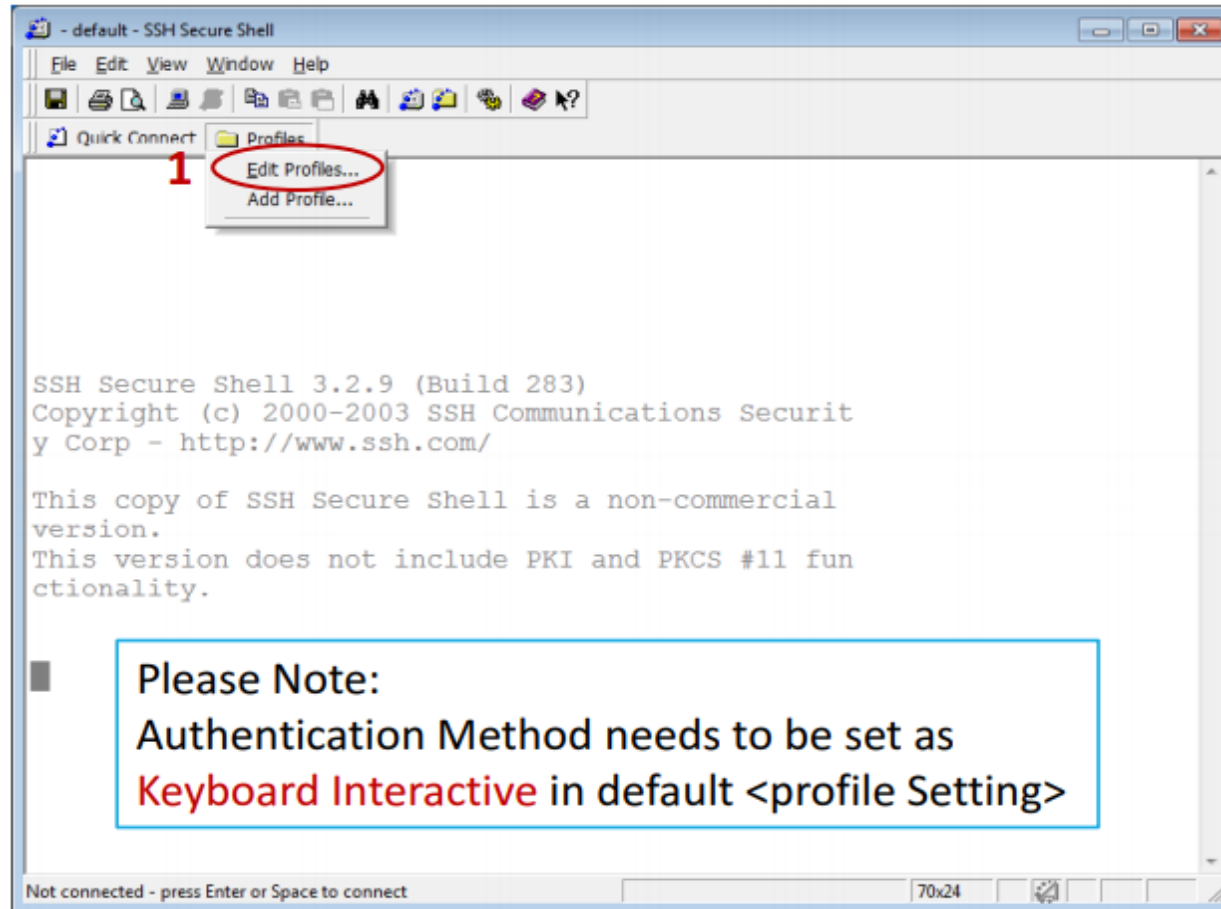 - default - SSH Secure Shell
File Edit View Window Help
Quick Connect Profiles
1 Edit Profiles...
Add Profile...
SSH Secure Shell 3.2.9 (Build 283)
Copyright (c) 2000-2003 SSH Communications Securit
y Corp - http://www.ssh.com/
This copy of SSH Secure Shell is a non-commercial
version.
This version does not include PKI and PKCS #11 fun
ctionality.
Please Note:
Authentication Method needs to be set as
Keyboard Interactive in default <profile Setting>
Not connected - press Enter or Space to connect 70x24